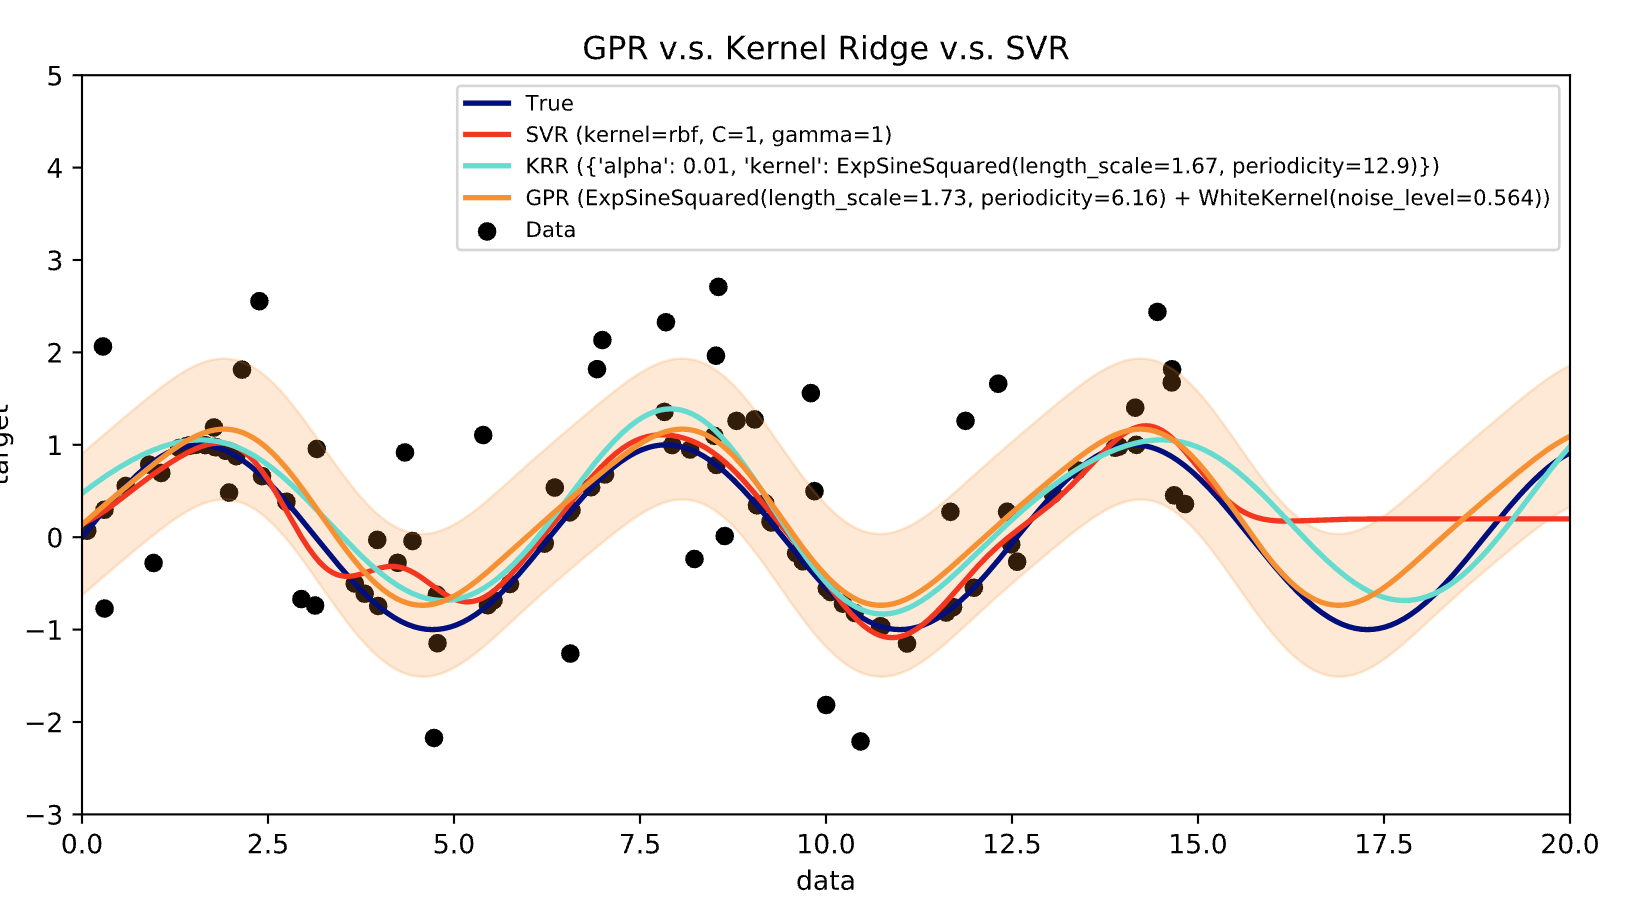 GPR v.s. Kernel Ridge v.s. SVR
True
SVR (kernel=rbf, C=1, gamma=1)
KRR ({'alpha': 0.01, 'kernel': ExpSineSquared(length_scale=1.67, periodicity=12.9)})
GPR (ExpSineSquared(length_scale=1.73, periodicity=6.16) + WhiteKernel(noise_level=0.564))
Data
5
4
3
2
1
0
−1
−2
−3
target
0.0 2.5 5.0 7.5 10.0 12.5 15.0 17.5 20.0
data